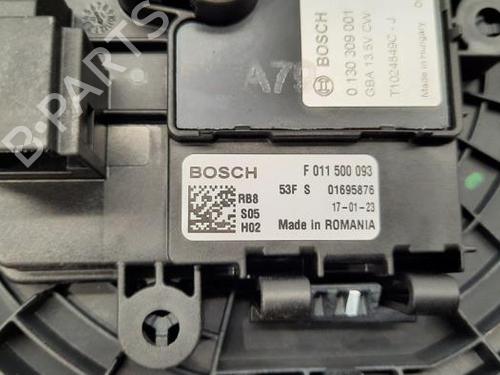 BOSCH
0 130 309 001
GBA 13.5V CW
T1024849C - J
Made in Hungary
A79
B-PARTS
BOSCH F 011 500 093
53F S 01695876
RB8 17-01-23
S05
H02 Made in ROMANIA